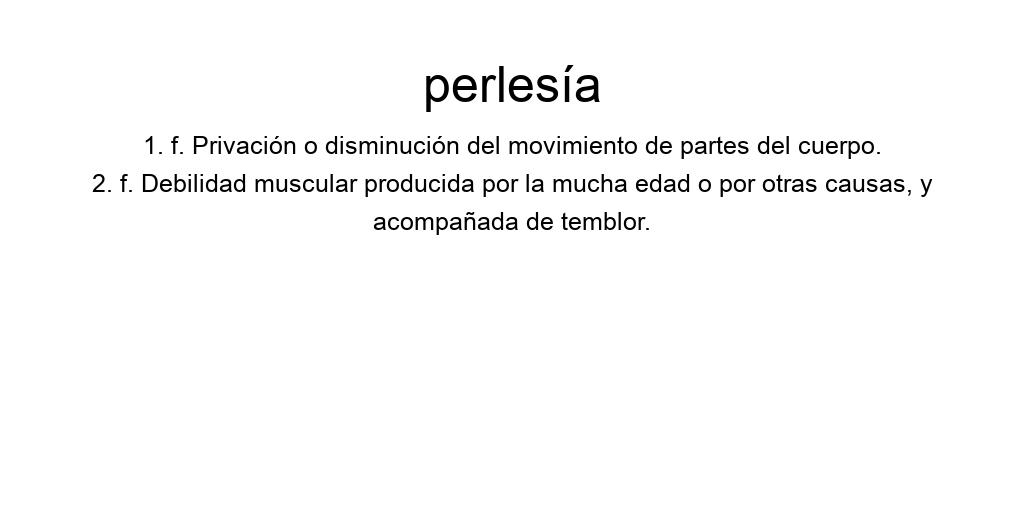 perlesía
1. f. Privación o disminución del movimiento de partes del cuerpo.
2. f. Debilidad muscular producida por la mucha edad o por otras causas, y
acompañada de temblor.